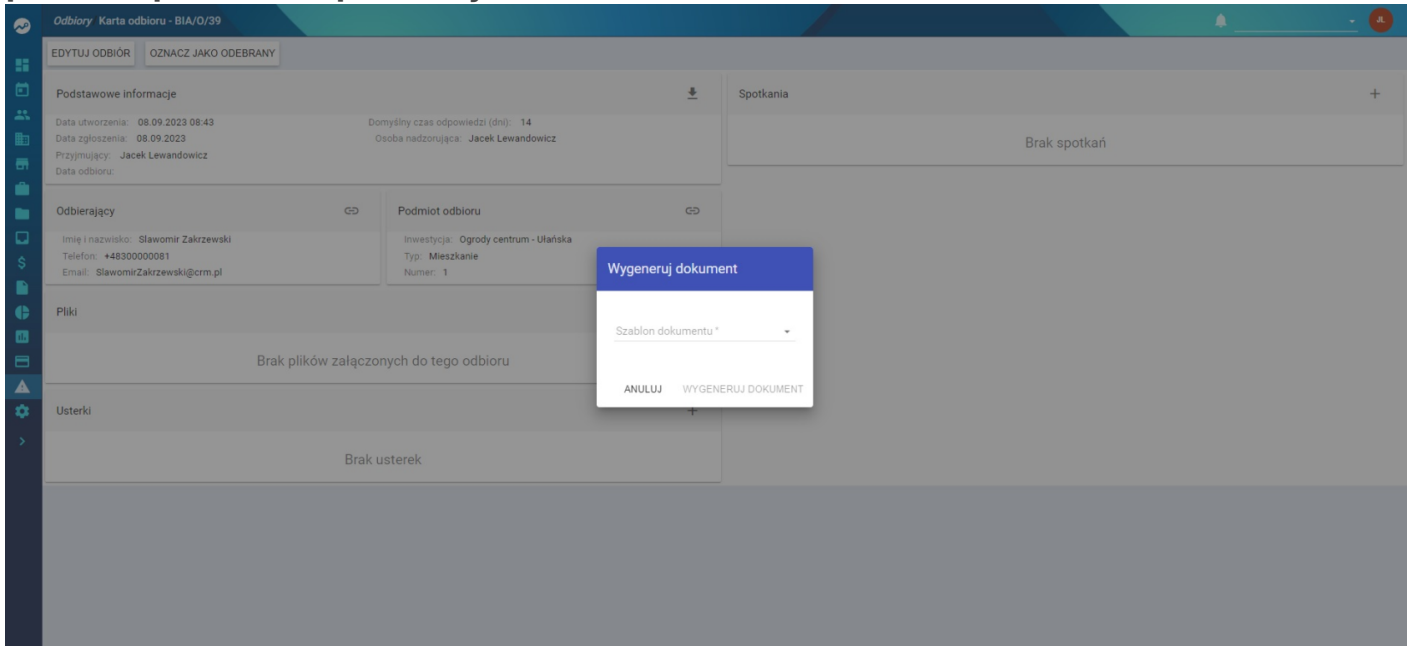 Odbiory Karta odbioru - BIA/O/39
JL
EDYTUJ ODBIÓR OZNACZ JAKO ODEBRANY
Podstawowe informacje
Data utworzenia: 08.09.2023 08:43
Domyślny czas odpowiedzi (dni): 14
Data zgłoszenia: 08.09.2023
Osoba nadzorująca: Jacek Lewandowicz
Przyjmujący: Jacek Lewandowicz
Data odbioru:
Spotkania
Brak spotkań
Odbierający
Imię i nazwisko: Slawomir Zakrzewski
Telefon: +48300000081
Email: SlawomirZakrzewski@crm.pl
Podmiot odbioru
Inwestycja: Ogrody centrum - Ułańska
Typ: Mieszkanie
Numer: 1
Pliki
Brak plików załączonych do tego odbioru
Usterki
Brak usterek
Wygeneruj dokument
Szablon dokumentu *
ANULUJ WYGENERUJ DOKUMENT